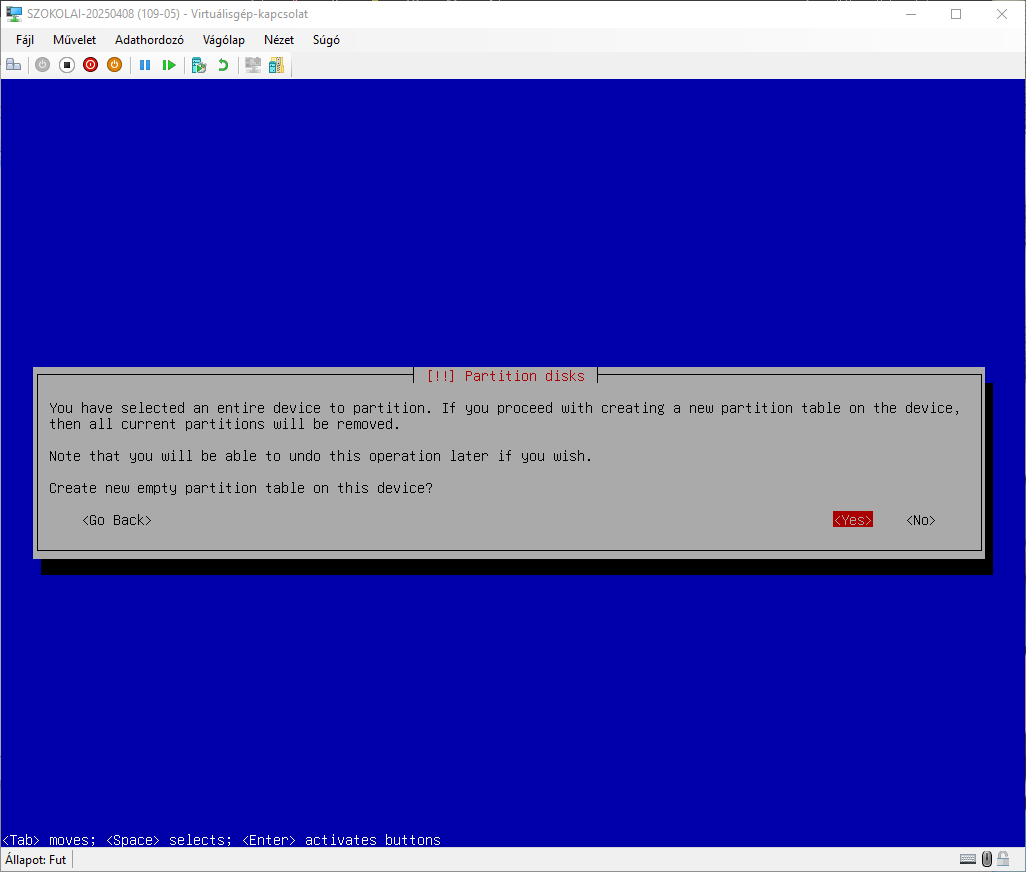 SZOKOLAI-20250408 (109-05) - Virtuálisgép-kapcsolat
Fájl Művelet Adathordozó Vágólap Nézet Súgó
[!!] Partition disks
You have selected an entire device to partition. If you proceed with creating a new partition table on the device,
then all current partitions will be removed.
Note that you will be able to undo this operation later if you wish.
Create new empty partition table on this device?
<Go Back> <Yes> <No>
<Tab> moves; <Space> selects; <Enter> activates buttons
Állapot: Fut